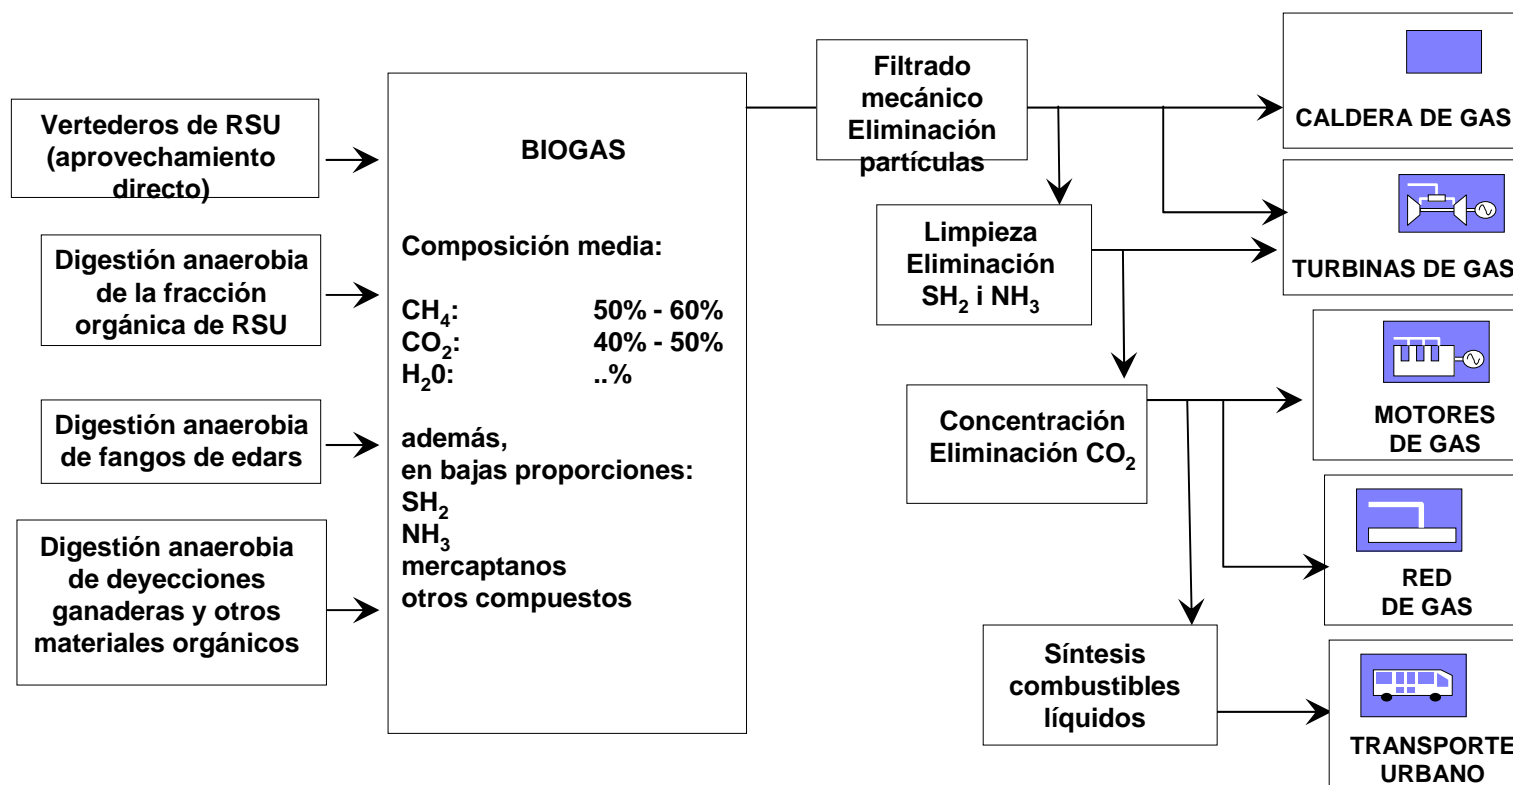 Vertederos de RSU
(aprovechamiento
directo)
Digestión anaerobia
de la fracción
orgánica de RSU
Digestión anaerobia
de fangos de edars
Digestión anaerobia
de deyecciones
ganaderas y otros
materiales orgánicos
BIOGAS
Composición media:
CH₄: 50% - 60%
CO₂: 40% - 50%
H₂0: ..%
además,
en bajas proporciones:
SH₂
NH₃
mercaptanos
otros compuestos
Filtrado
mecánico
Eliminación
partículas
Limpieza
Eliminación
SH₂ i NH₃
Concentración
Eliminación CO₂
Síntesis
combustibles
líquidos
CALDERA DE GAS
TURBINAS DE GAS
MOTORES
DE GAS
RED
DE GAS
TRANSPORTE
URBANO